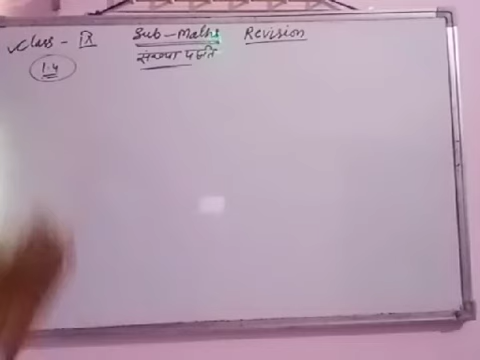 Class - IX Sub - Maths Revision
1.4 संख्या पद्धति